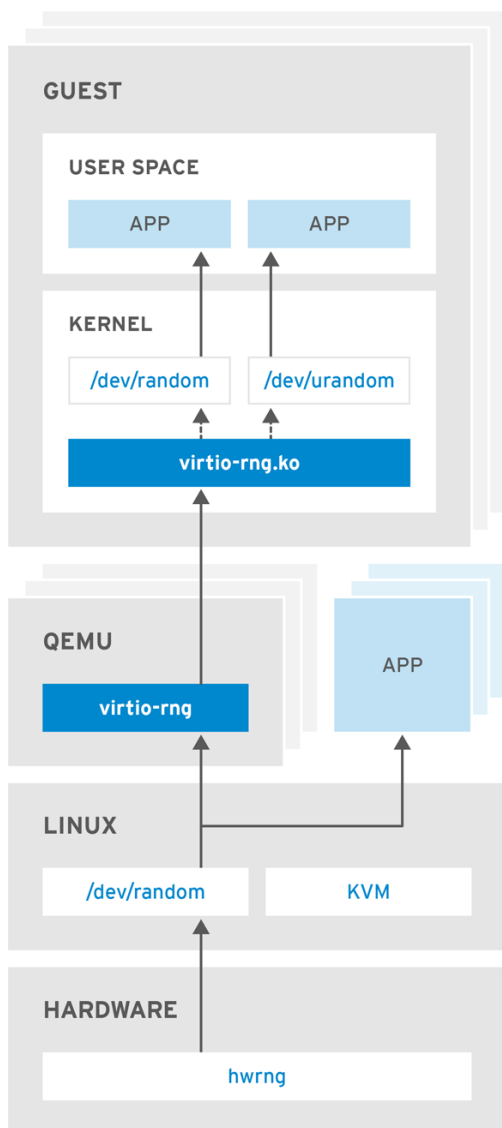 GUEST
USER SPACE
APP
APP
KERNEL
/dev/random
/dev/urandom
virtio-rng.ko
QEMU
virtio-rng
APP
LINUX
/dev/random
KVM
HARDWARE
hwrng